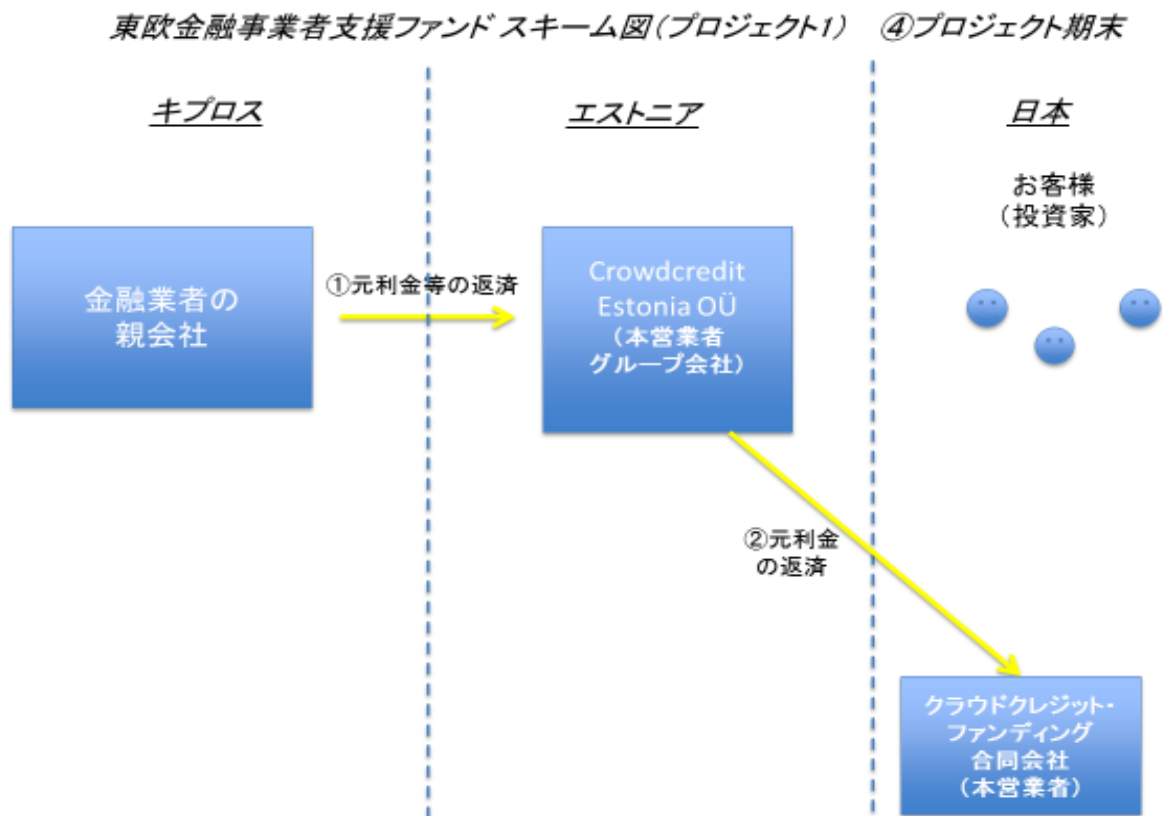 東欧金融事業者支援ファンド スキーム図(プロジェクト1) ④プロジェクト期末
キプロス
エストニア
日本
お客様
(投資家)
金融業者の
親会社
①元利金等の返済
Crowdcredit
Estonia OÜ
(本営業者
グループ会社)
②元利金
の返済
クラウドクレジット・
ファンディング
合同会社
(本営業者)